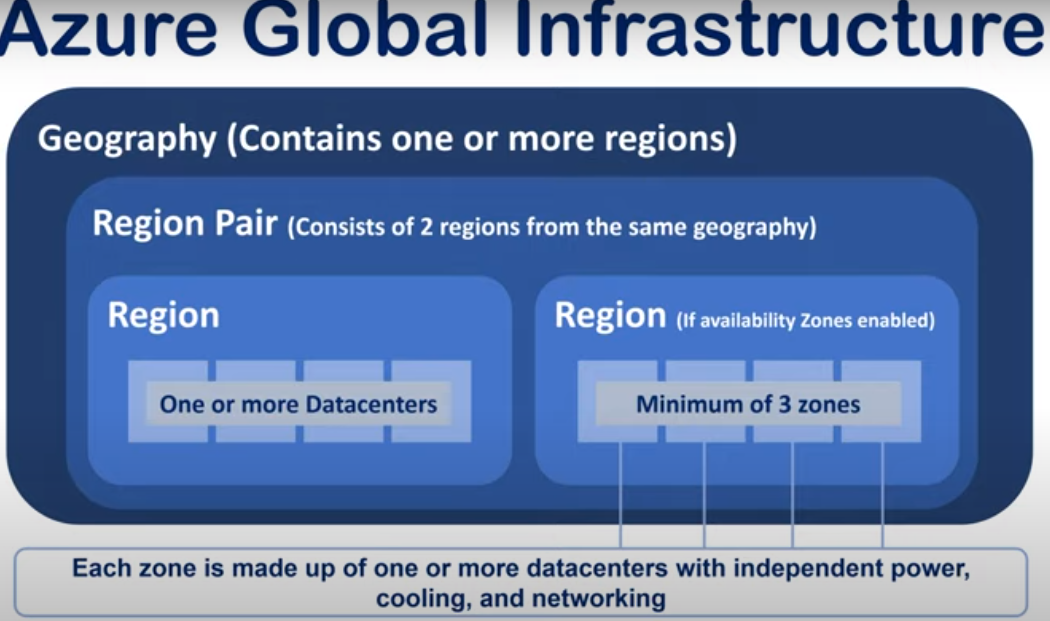 Azure Global Infrastructure
Geography (Contains one or more regions)
Region Pair (Consists of 2 regions from the same geography)
Region
One or more Datacenters
Region (If availability Zones enabled)
Minimum of 3 zones
Each zone is made up of one or more datacenters with independent power,
cooling, and networking